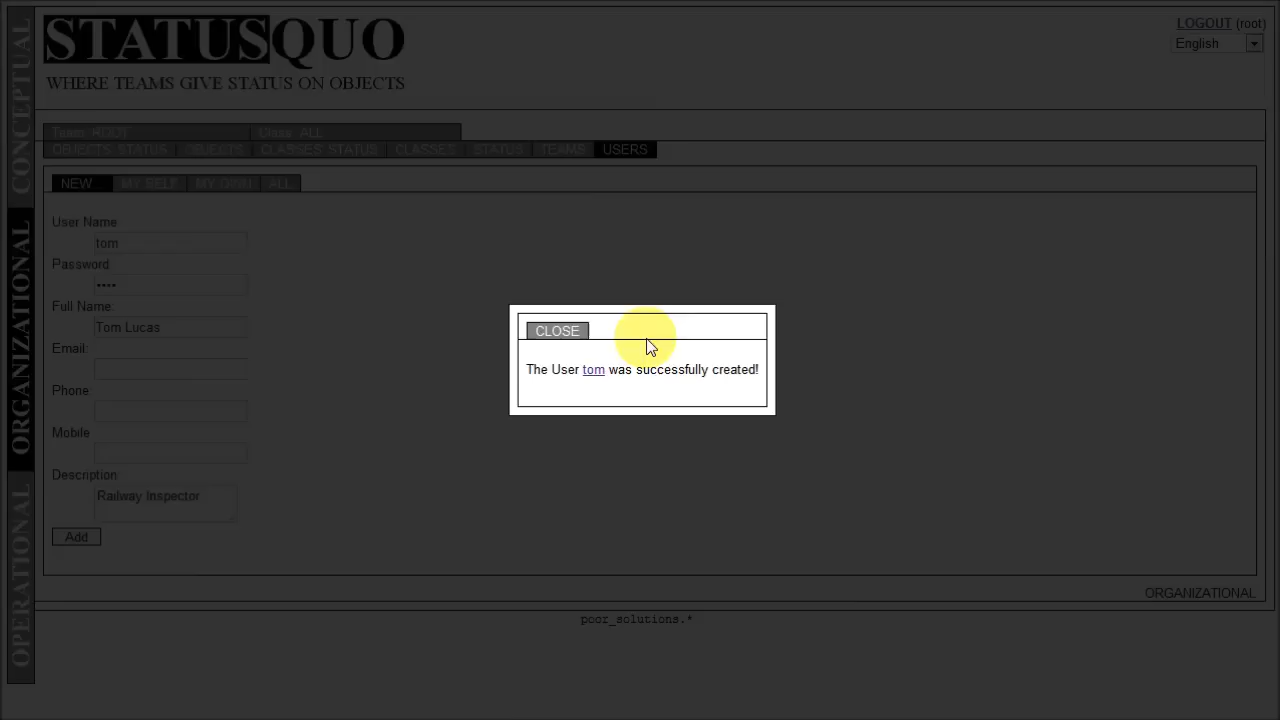 STATUSQUO
WHERE TEAMS GIVE STATUS ON OBJECTS
LOGOUT (root)
English
CONCEPTUAL
ORGANIZATIONAL
OPERATIONAL
Team: ROOT Class: ALL
OBJECTS' STATUS OBJECTS CLASSES' STATUS CLASSES STATUS TEAMS USERS
NEW MY SELF MY OWN ALL
User Name
tom
Password
••••
Full Name:
Tom Lucas
Email:
Phone:
Mobile
Description:
Railway Inspector
Add
CLOSE
The User tom was successfully created!
ORGANIZATIONAL
poor_solutions.*